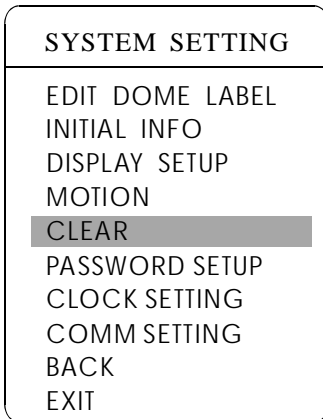 SYSTEM SETTING
EDIT DOME LABEL
INITIAL INFO
DISPLAY SETUP
MOTION
CLEAR
PASSWORD SETUP
CLOCK SETTING
COMM SETTING
BACK
EXIT